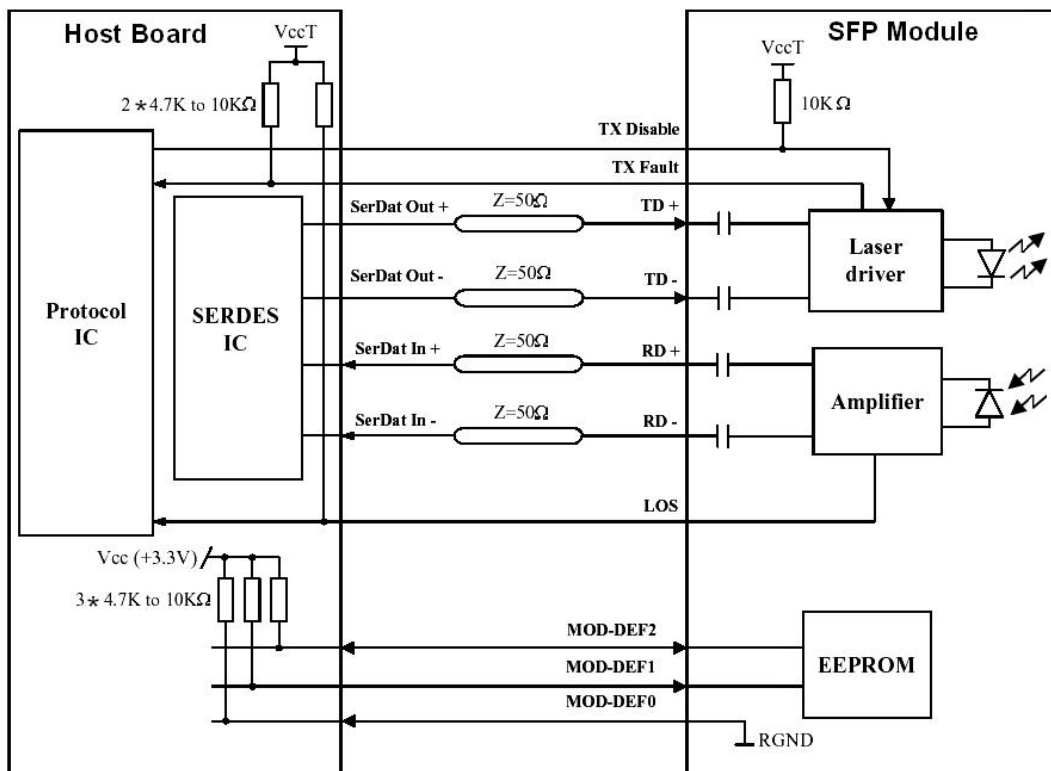 Host Board
SFP Module
VccT
VccT
2*4.7K to 10KΩ
10KΩ
TX Disable
TX Fault
SerDat Out +
Z=50Ω
TD +
Laser
driver
SerDat Out -
Z=50Ω
TD -
Protocol
IC
SERDES
IC
SerDat In +
Z=50Ω
RD +
Amplifier
SerDat In -
Z=50Ω
RD -
LOS
Vcc (+3.3V)
3*4.7K to 10KΩ
MOD-DEF2
EEPROM
MOD-DEF1
MOD-DEF0
RGND